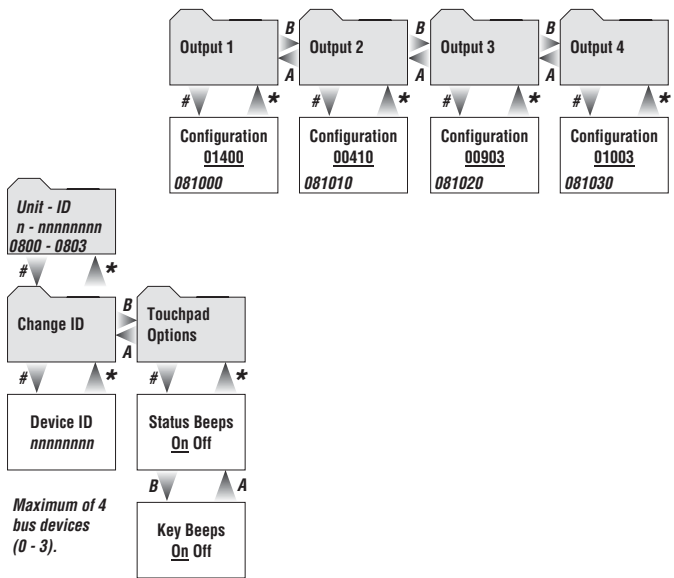 Output 1
B
A
Output 2
B
A
Output 3
B
A
Output 4
#
*
#
*
#
*
#
*
Configuration
01400
081000
Configuration
00410
081010
Configuration
00903
081020
Configuration
01003
081030
Unit - ID
n - nnnnnnnn
0800 - 0803
#
*
Change ID
B
A
Touchpad
Options
#
*
#
*
Device ID
nnnnnnnn
Status Beeps
On Off
B
A
Key Beeps
On Off
Maximum of 4
bus devices
(0 - 3).